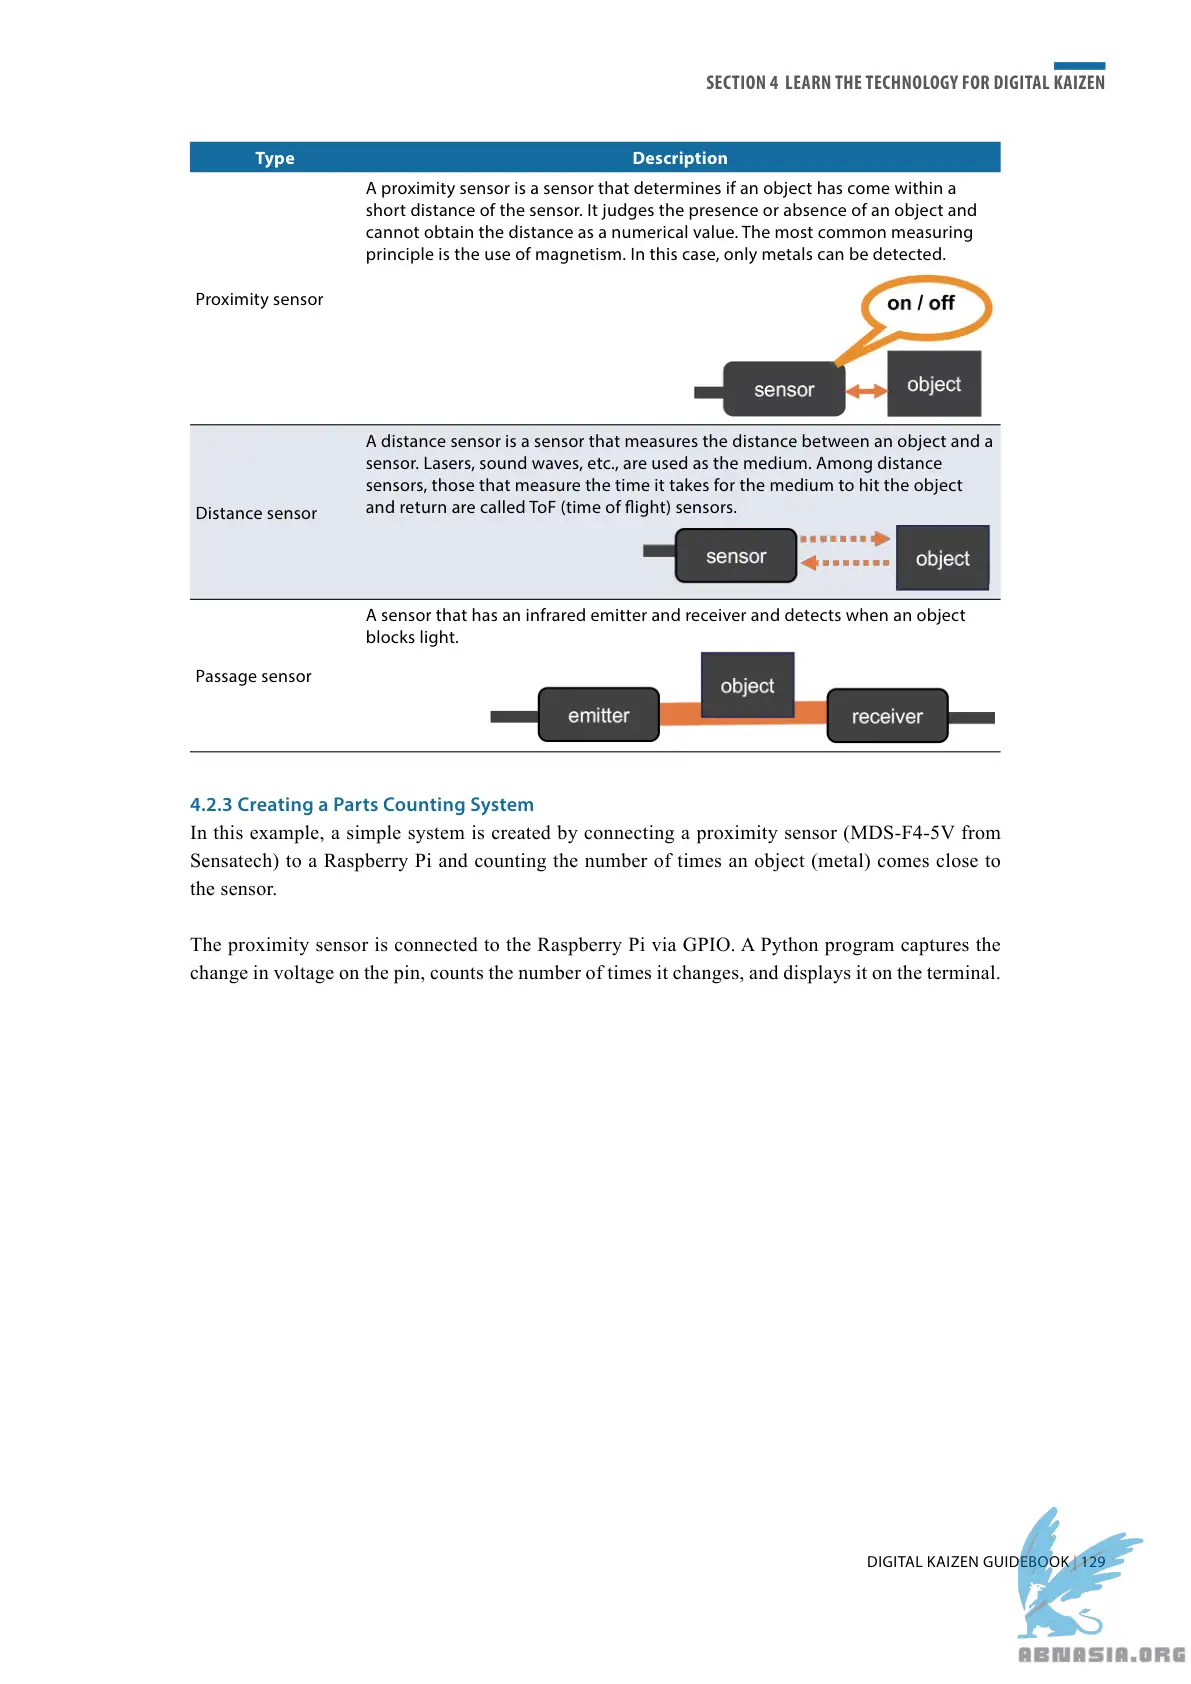 SECTION 4 LEARN THE TECHNOLOGY FOR DIGITAL KAIZEN
Type Description
A proximity sensor is a sensor that determines if an object has come within a
short distance of the sensor. It judges the presence or absence of an object and
cannot obtain the distance as a numerical value. The most common measuring
principle is the use of magnetism. In this case, only metals can be detected.
Proximity sensor
on / off
sensor
object
A distance sensor is a sensor that measures the distance between an object and a
sensor. Lasers, sound waves, etc., are used as the medium. Among distance
sensors, those that measure the time it takes for the medium to hit the object
and return are called ToF (time of flight) sensors.
Distance sensor
sensor
object
A sensor that has an infrared emitter and receiver and detects when an object
blocks light.
Passage sensor
object
emitter
receiver
4.2.3 Creating a Parts Counting System
In this example, a simple system is created by connecting a proximity sensor (MDS-F4-5V from
Sensatech) to a Raspberry Pi and counting the number of times an object (metal) comes close to
the sensor.
The proximity sensor is connected to the Raspberry Pi via GPIO. A Python program captures the
change in voltage on the pin, counts the number of times it changes, and displays it on the terminal.
DIGITAL KAIZEN GUIDEBOOK | 129
ABNASIA.ORG